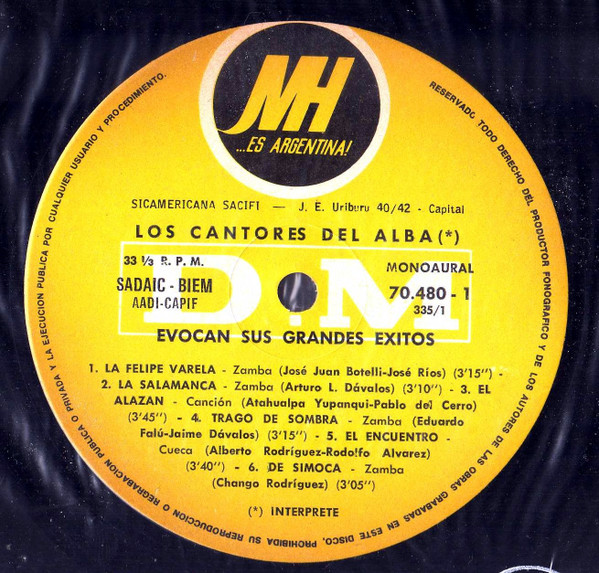 MH
...ES ARGENTINA!
SICAMERICANA SACIFI — J. E. Uriburu 40/42 - Capital
LOS CANTORES DEL ALBA (*)
33 ⅓ R. P. M.
MONOAURAL
D.M
SADAIC - BIEM
AADI-CAPIF
70.480 - 1
335/1
EVOCAN SUS GRANDES EXITOS
1. LA FELIPE VARELA - Zamba (José Juan Botelli-José Ríos) (3'15") -
2. LA SALAMANCA - Zamba (Arturo L. Dávalos) (3'10") - 3. EL
ALAZAN - Canción (Atahualpa Yupanqui-Pablo del Cerro)
(3'45") - 4. TRAGO DE SOMBRA - Zamba (Eduardo
Falú-Jaime Dávalos) (3'15") - 5. EL ENCUENTRO -
Cueca (Alberto Rodríguez-Rodolfo Alvarez)
(3'40") - 6. DE SIMOCA - Zamba
(Chango Rodríguez) (3'05")
(*) INTERPRETE
RESERVADO TODO DERECHO DEL PRODUCTOR FONOGRAFICO Y DE LOS AUTORES DE LAS OBRAS GRABADAS EN ESTE DISCO. PROHIBIDA SU REPRODUCCION O REGRABACION PUBLICA O PRIVADA Y LA EJECUCION PUBLICA POR CUALQUIER USUARIO Y PROCEDIMIENTO.